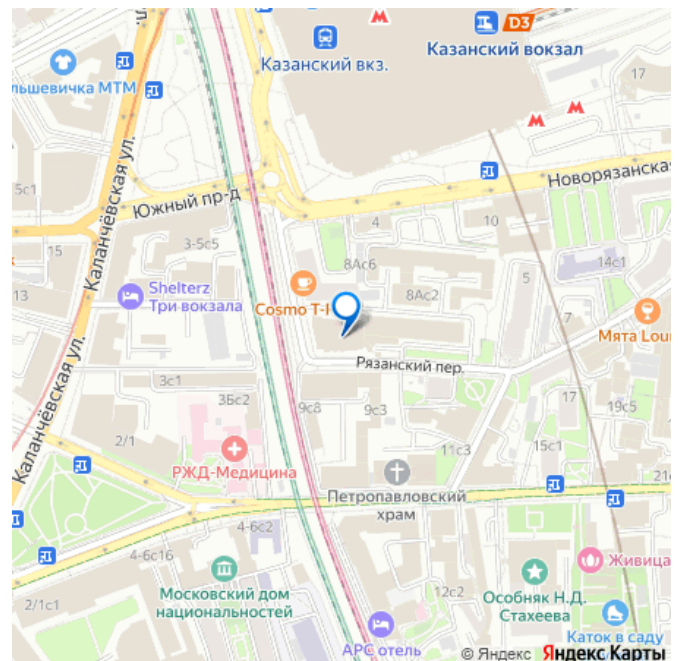 D3
Казанский вокзал
Казанский вкз.
льшевичка МТМ
17
Новорязанская
5с1
Южный пр-д
Каланчёвская ул.
4
10
15
3-5с5
8Ас6
5
14с1
13
Shelterz
Три вокзала
8Ас2
Cosmo T-I
7
Мята Lour
Рязанский пер.
3с1
3Бс2
9с8
9с3
17
19с5
Каланчёвская ул.
2/1
11с3
15с1
РЖД-Медицина
21
Петропавловский
храм
4-6с2
4-6с16
Московский дом
национальностей
2/1с1
12с2
Живица
Особняк Н.Д.
Стахеева
АРС отель
Каток в саду
© Яндекс Яндекс Карты